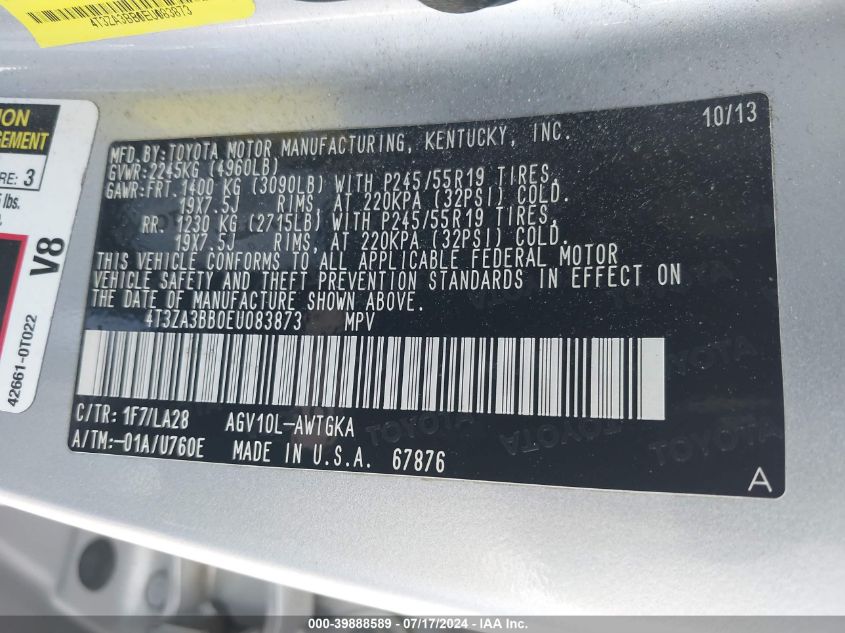 4T3ZA3BB0EU083873
ION
AGEMENT
RE: 3
lbs.
V8
42661-0T022
10/13
MFD.BY:TOYOTA MOTOR MANUFACTURING, KENTUCKY, INC.
GVWR:2245KG (4960LB)
GAWR:FRT.1400 KG (3090LB) WITH P245/55R19 TIRES,
19X7.5J RIMS, AT 220KPA (32PSI) COLD.
RR. 1230 KG (2715LB) WITH P245/55R19 TIRES,
19X7.5J RIMS, AT 220KPA (32PSI) COLD.
THIS VEHICLE CONFORMS TO ALL APPLICABLE FEDERAL MOTOR
VEHICLE SAFETY AND THEFT PREVENTION STANDARDS IN EFFECT ON
THE DATE OF MANUFACTURE SHOWN ABOVE.
4T3ZA3BB0EU083873 MPV
C/TR: 1F7/LA28 AGV10L-AWTGKA
A/TM:-01A/U760E MADE IN U.S.A. 67876
A
000-39888589 - 07/17/2024 - IAA Inc.